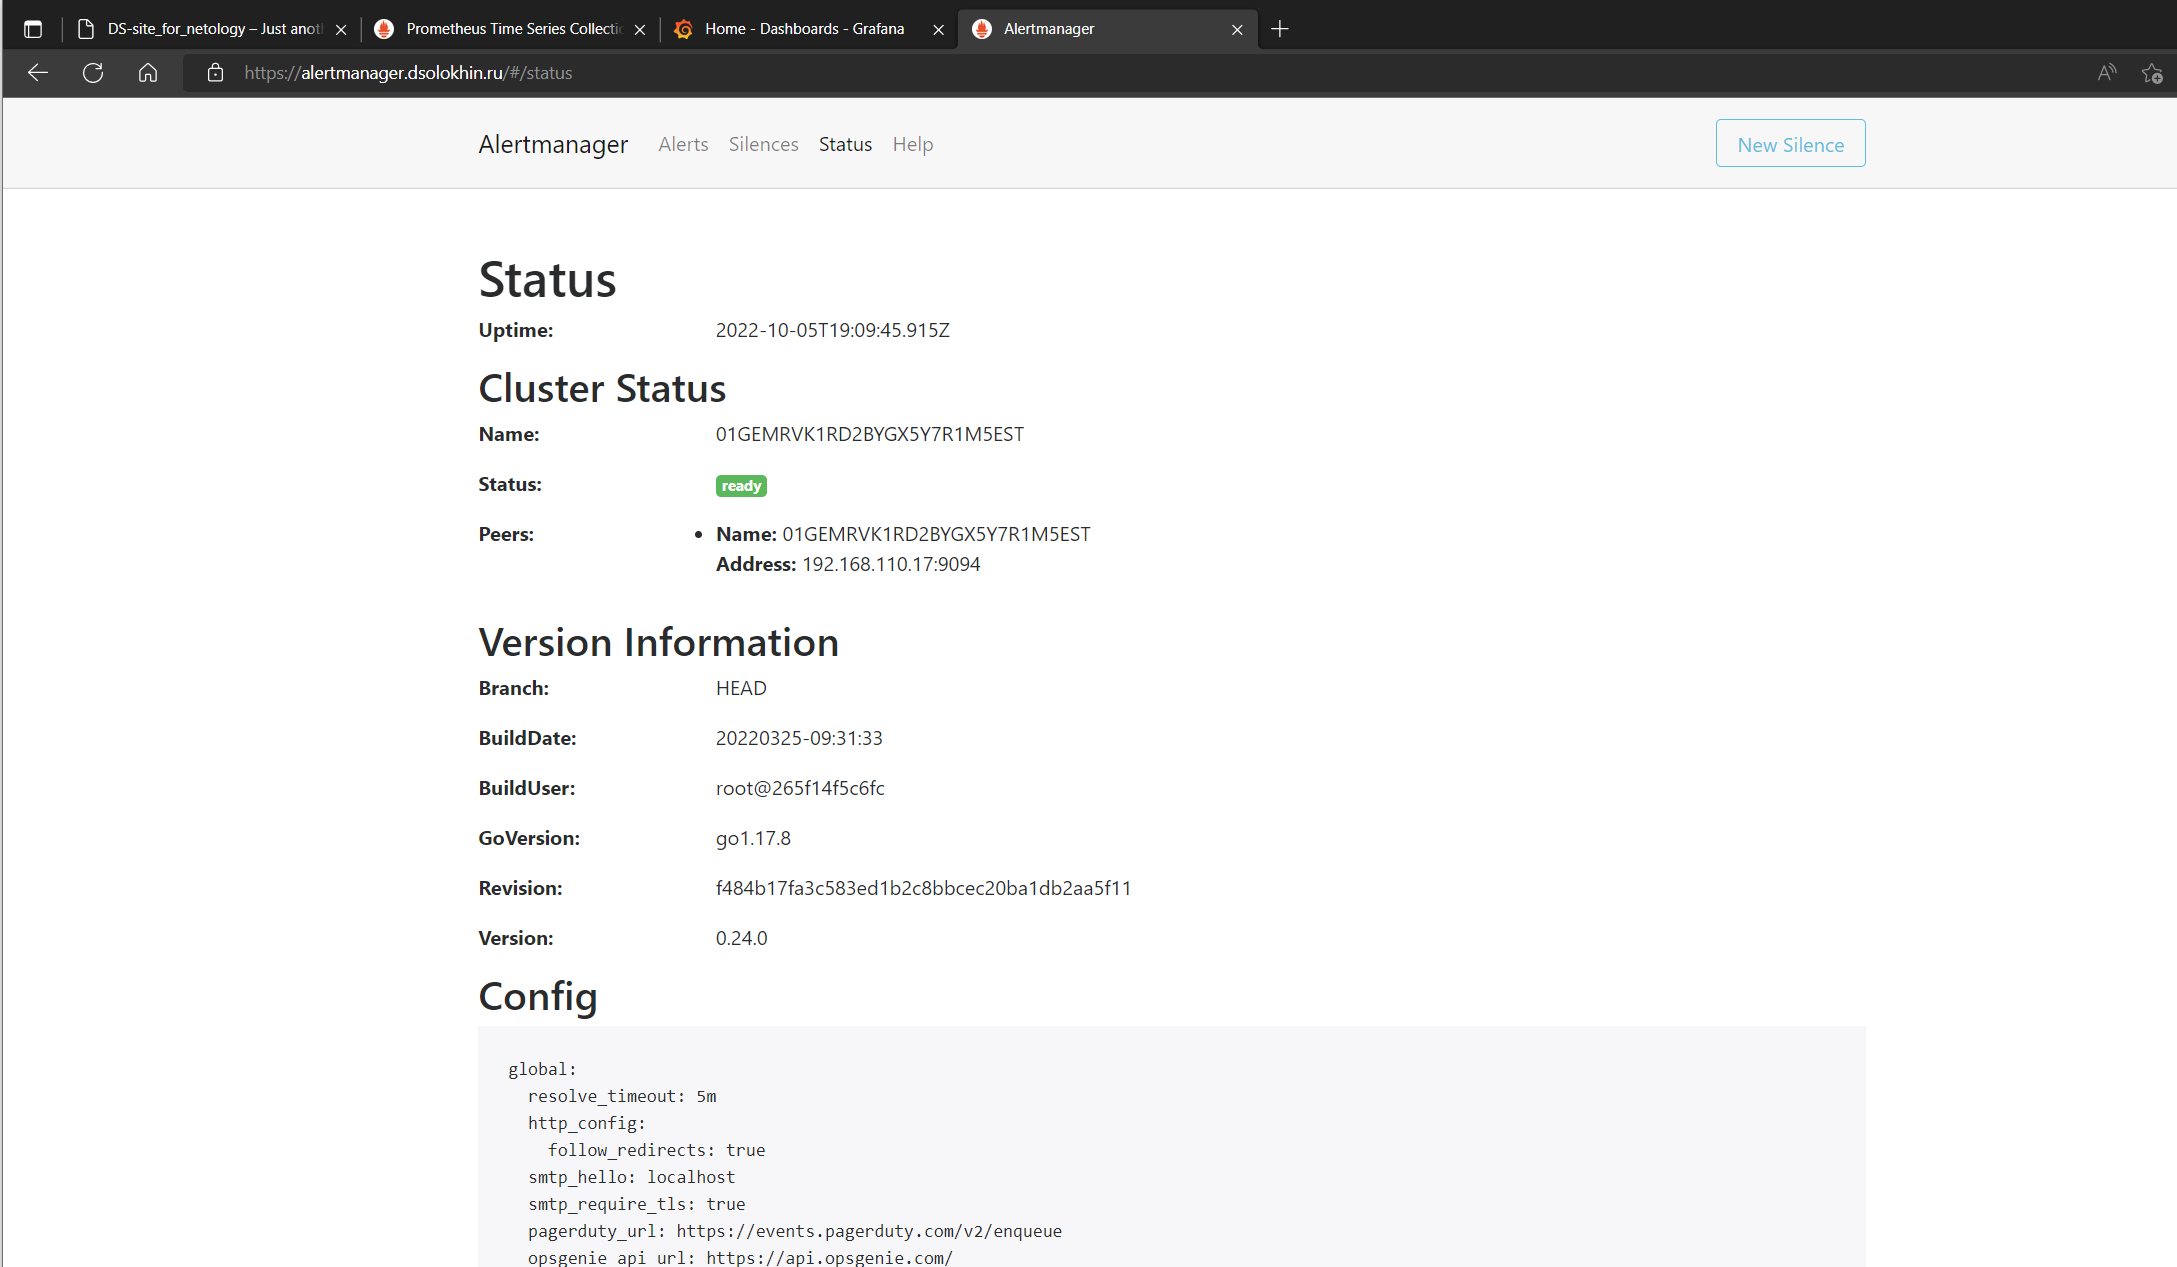 DS-site_for_netology – Just anot
Prometheus Time Series Collectio
Home - Dashboards - Grafana
Alertmanager
https://alertmanager.dsolokhin.ru/#/status
Alertmanager Alerts Silences Status Help New Silence
Status
Uptime: 2022-10-05T19:09:45.915Z
Cluster Status
Name: 01GEMRVK1RD2BYGX5Y7R1M5EST
Status: ready
Peers: • Name: 01GEMRVK1RD2BYGX5Y7R1M5EST
Address: 192.168.110.17:9094
Version Information
Branch: HEAD
BuildDate: 20220325-09:31:33
BuildUser: root@265f14f5c6fc
GoVersion: go1.17.8
Revision: f484b17fa3c583ed1b2c8bbcec20ba1db2aa5f11
Version: 0.24.0
Config
global:
  resolve_timeout: 5m
  http_config:
    follow_redirects: true
  smtp_hello: localhost
  smtp_require_tls: true
  pagerduty_url: https://events.pagerduty.com/v2/enqueue
  opsgenie_api_url: https://api.opsgenie.com/